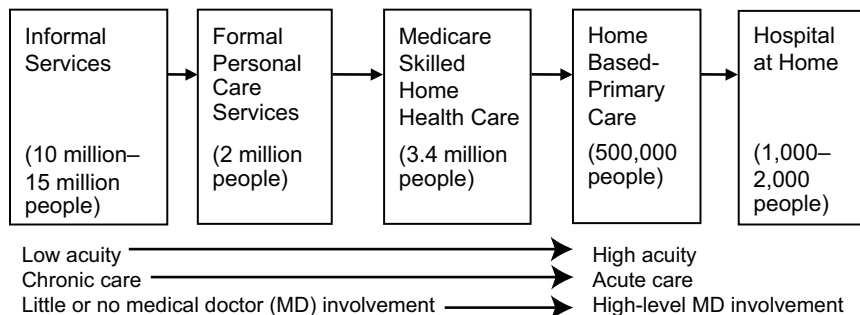 Informal
Services
(10 million–
15 million
people)
Formal
Personal
Care
Services
(2 million
people)
Medicare
Skilled
Home
Health Care
(3.4 million
people)
Home
Based-
Primary
Care
(500,000
people)
Hospital
at Home
(1,000–
2,000
people)
Low acuity
High acuity
Chronic care
Acute care
Little or no medical doctor (MD) involvement
High-level MD involvement